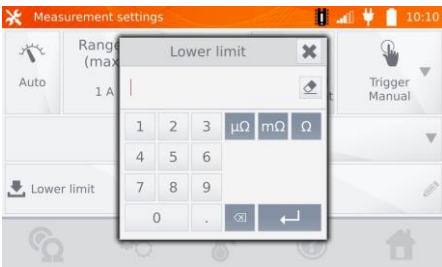 Measurement settings 10:10
Range
(max
Auto
1 A
Trigger
Manual
Lower limit
1 2 3 μΩ mΩ Ω
4 5 6
7 8 9
0 .
Lower limit